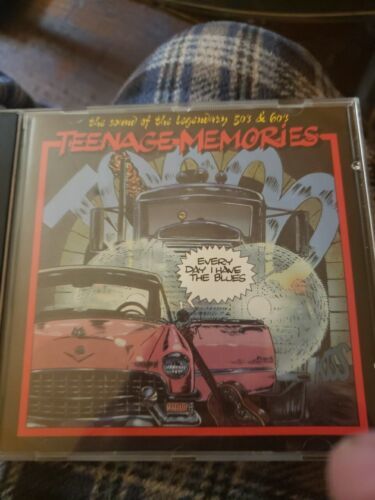 the sound of the legendary 50's & 60's
TEENAGE MEMORIES
EVERY
DAY I HAVE
THE BLUES